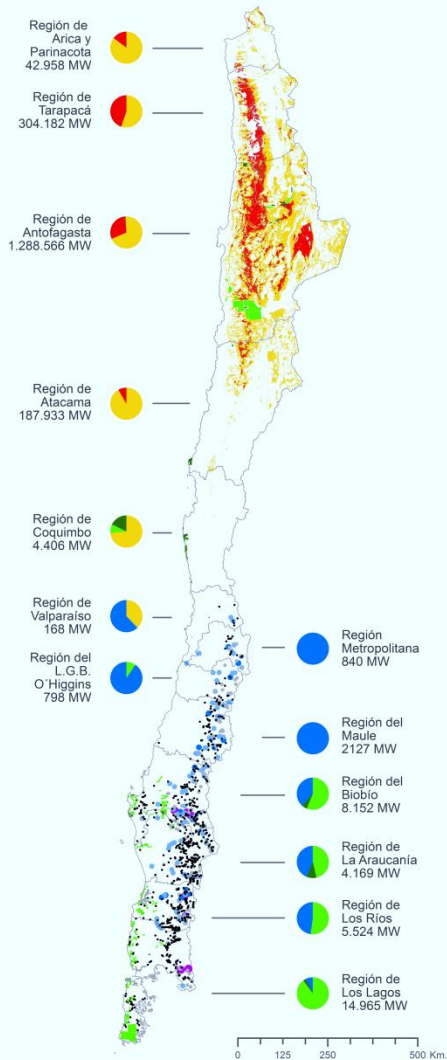 Región de
Arica y
Parinacota
42.958 MW
Región de
Tarapacá
304.182 MW
Región de
Antofagasta
1.288.566 MW
Región de
Atacama
187.933 MW
Región de
Coquimbo
4.406 MW
Región de
Valparaíso
168 MW
Región del
L.G.B.
O´Higgins
798 MW
Región
Metropolitana
840 MW
Región del
Maule
2127 MW
Región del
Biobío
8.152 MW
Región de
La Araucanía
4.169 MW
Región de
Los Ríos
5.524 MW
Región de
Los Lagos
14.965 MW
0 125 250 500 Km.